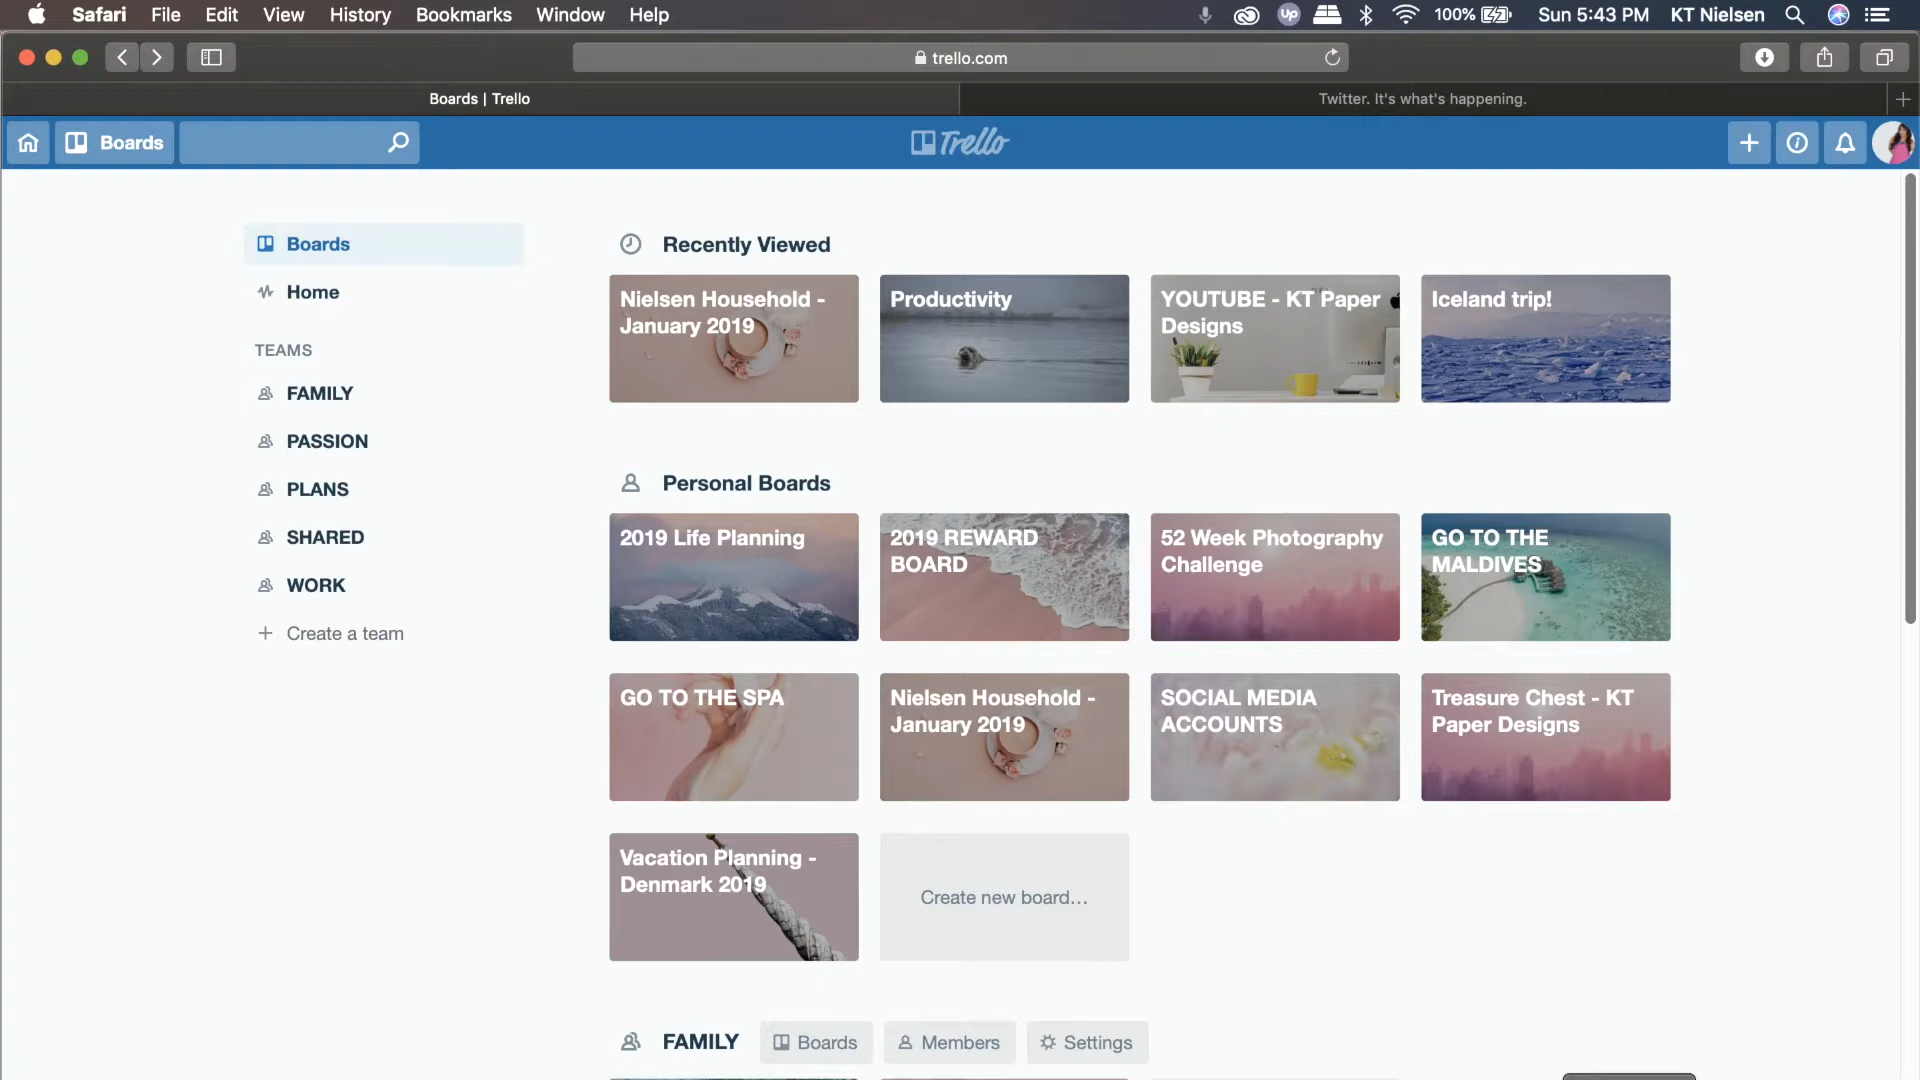 Safari File Edit View History Bookmarks Window Help Up 100% Sun 5:43 PM KT Nielsen
trello.com
Boards | Trello
Twitter. It's what's happening.
Boards
Trello
Boards
Home
TEAMS
FAMILY
PASSION
PLANS
SHARED
WORK
Create a team
Recently Viewed
Nielsen Household -
January 2019
Productivity
YOUTUBE - KT Paper
Designs
Iceland trip!
Personal Boards
2019 Life Planning
2019 REWARD
BOARD
52 Week Photography
Challenge
GO TO THE
MALDIVES
GO TO THE SPA
Nielsen Household -
January 2019
SOCIAL MEDIA
ACCOUNTS
Treasure Chest - KT
Paper Designs
Vacation Planning -
Denmark 2019
Create new board...
FAMILY
Boards
Members
Settings